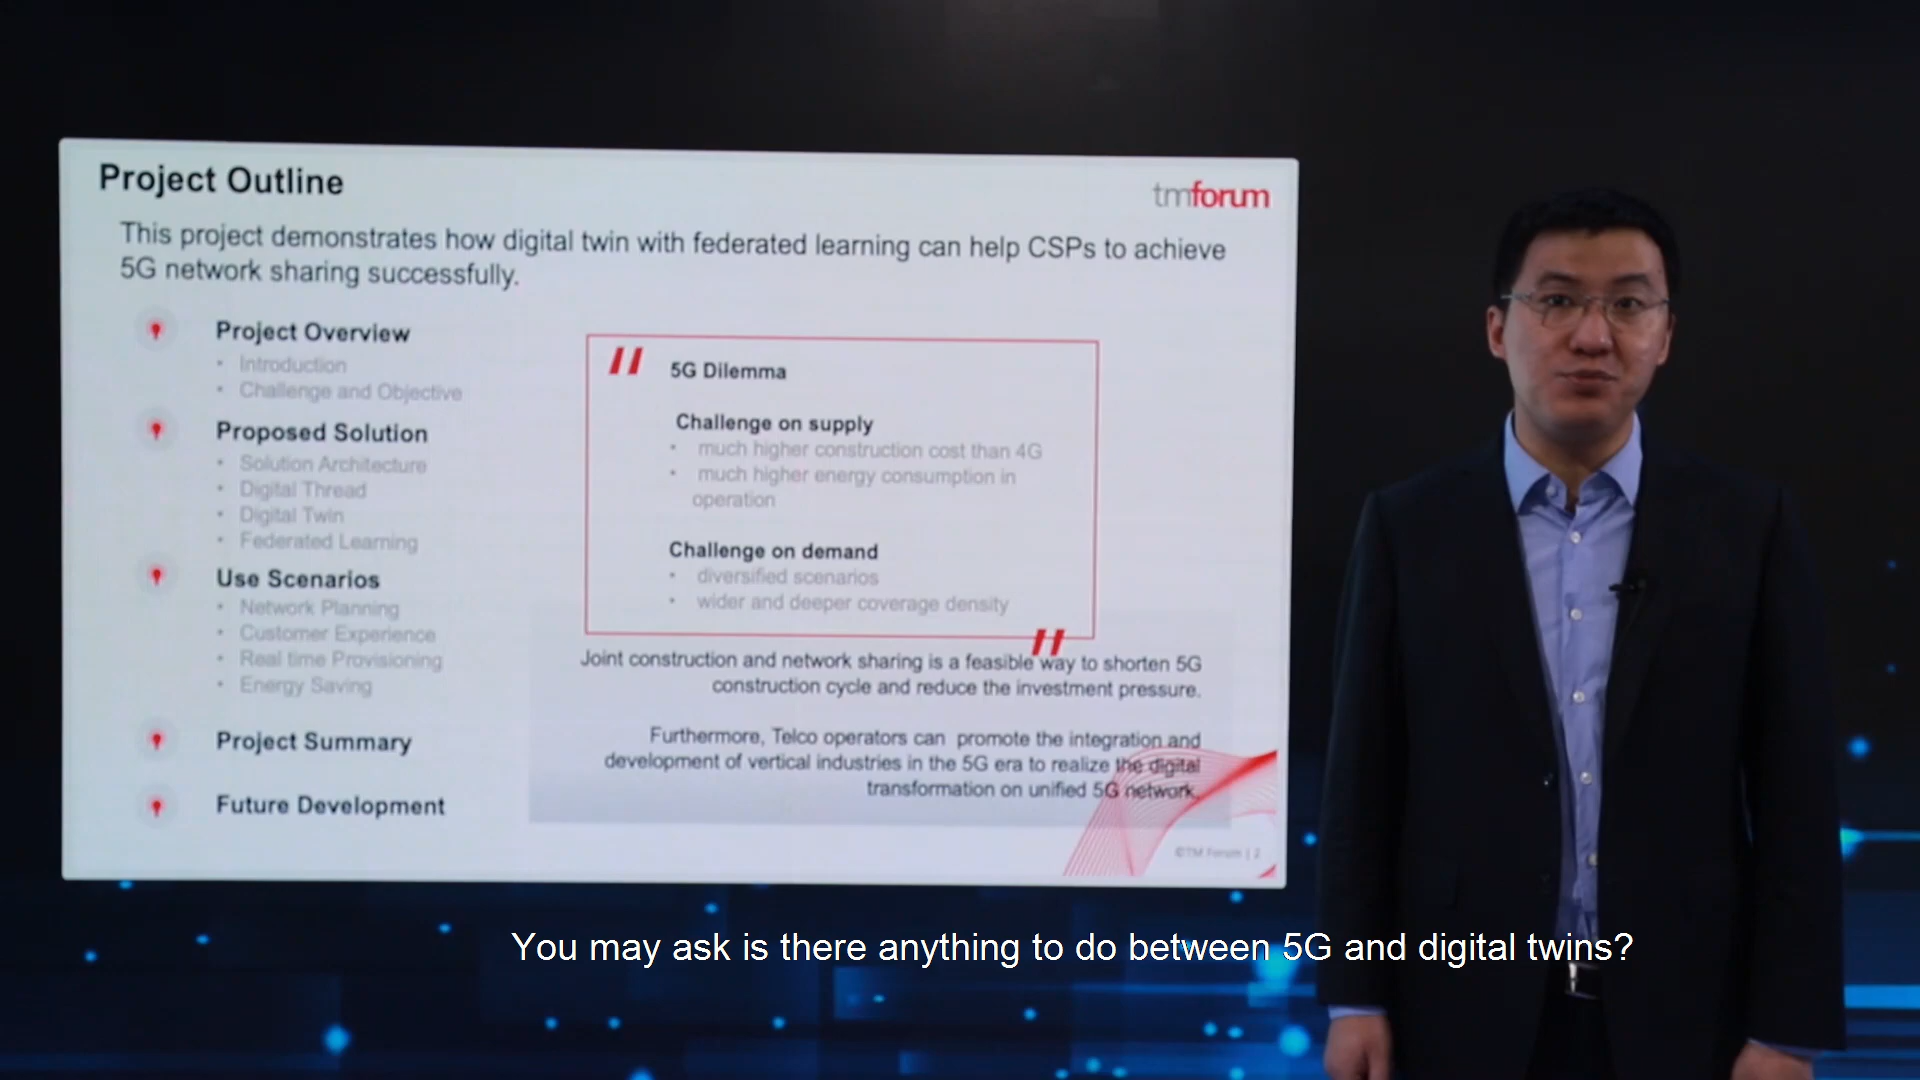 Project Outline
tmforum
This project demonstrates how digital twin with federated learning can help CSPs to achieve
5G network sharing successfully.
Project Overview
• Introduction
• Challenge and Objective
Proposed Solution
• Solution Architecture
• Digital Thread
• Digital Twin
• Federated Learning
Use Scenarios
• Network Planning
• Customer Experience
• Real time Provisioning
• Energy Saving
Project Summary
Future Development
5G Dilemma
Challenge on supply
• much higher construction cost than 4G
• much higher energy consumption in
operation
Challenge on demand
• diversified scenarios
• wider and deeper coverage density
Joint construction and network sharing is a feasible way to shorten 5G
construction cycle and reduce the investment pressure.
Furthermore, Telco operators can promote the integration and
development of vertical industries in the 5G era to realize the digital
transformation on unified 5G network.
©TM Forum | 2
You may ask is there anything to do between 5G and digital twins?